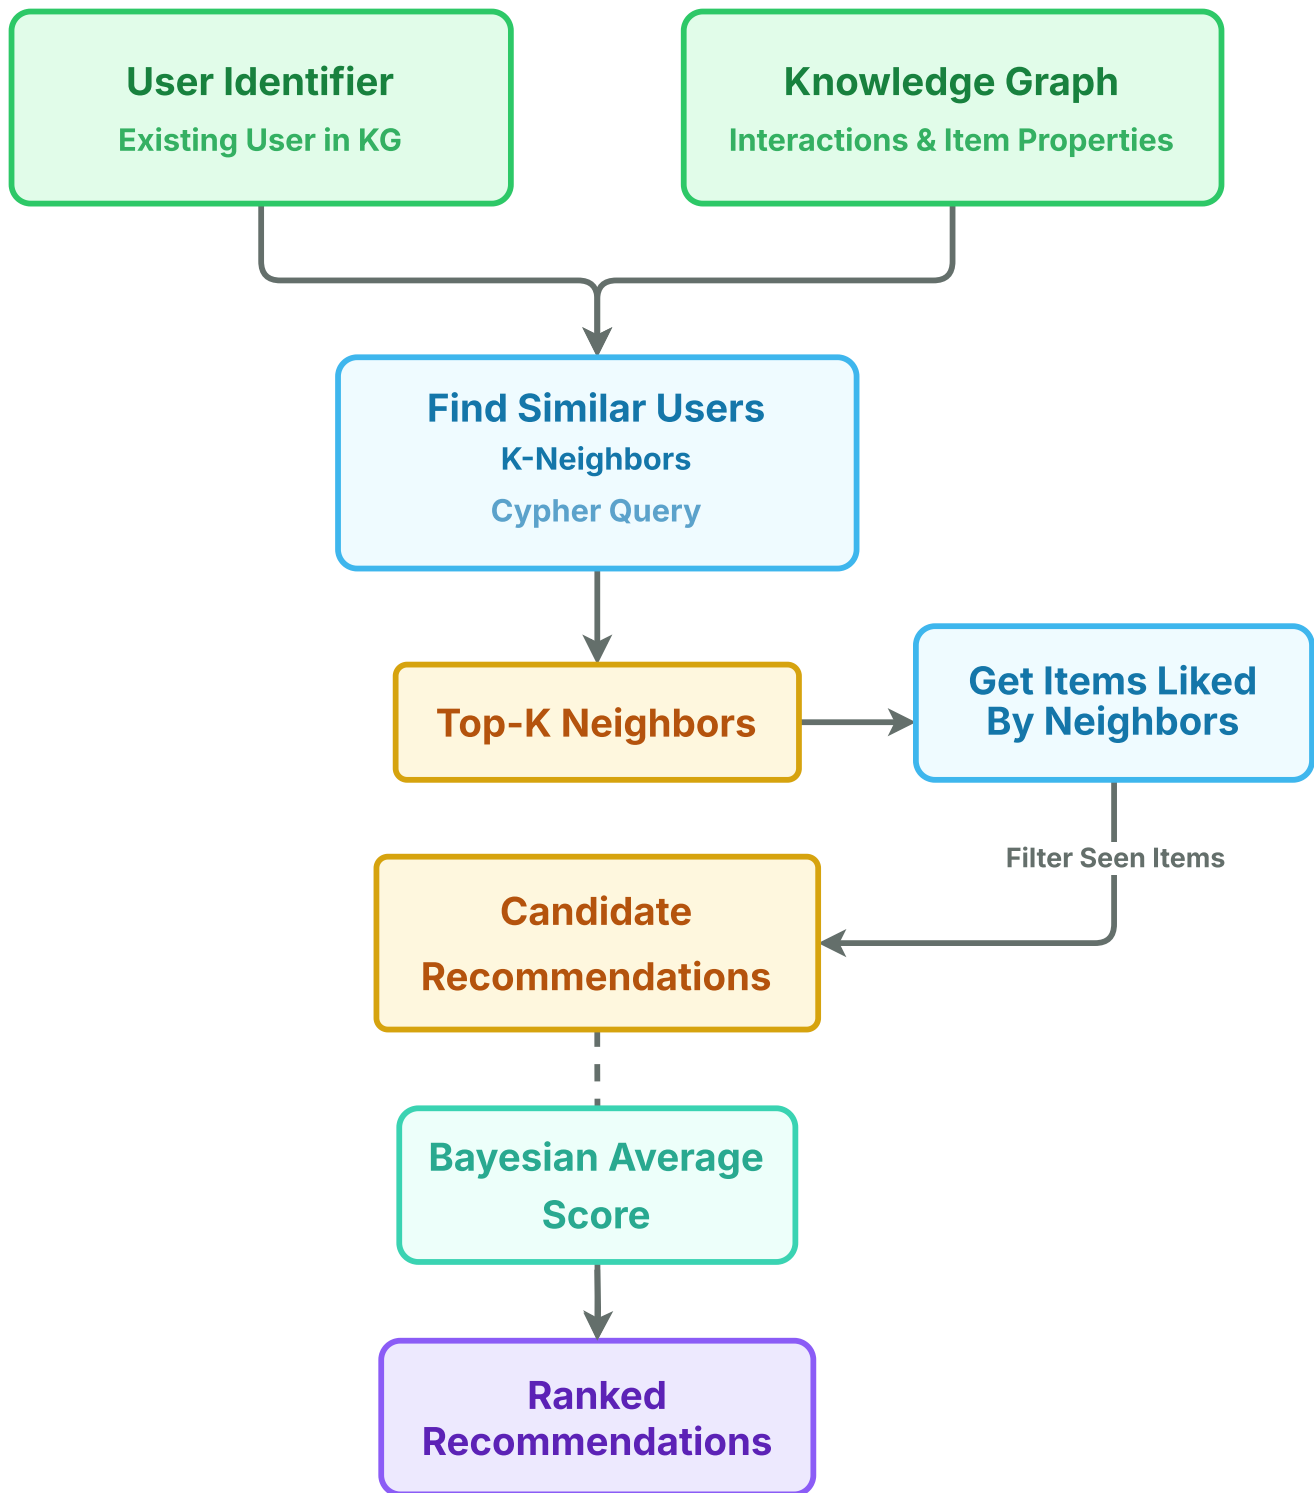 User Identifier
Existing User in KG
Knowledge Graph
Interactions & Item Properties
Find Similar Users
K-Neighbors
Cypher Query
Top-K Neighbors
Get Items Liked
By Neighbors
Filter Seen Items
Candidate
Recommendations
Bayesian Average
Score
Ranked
Recommendations